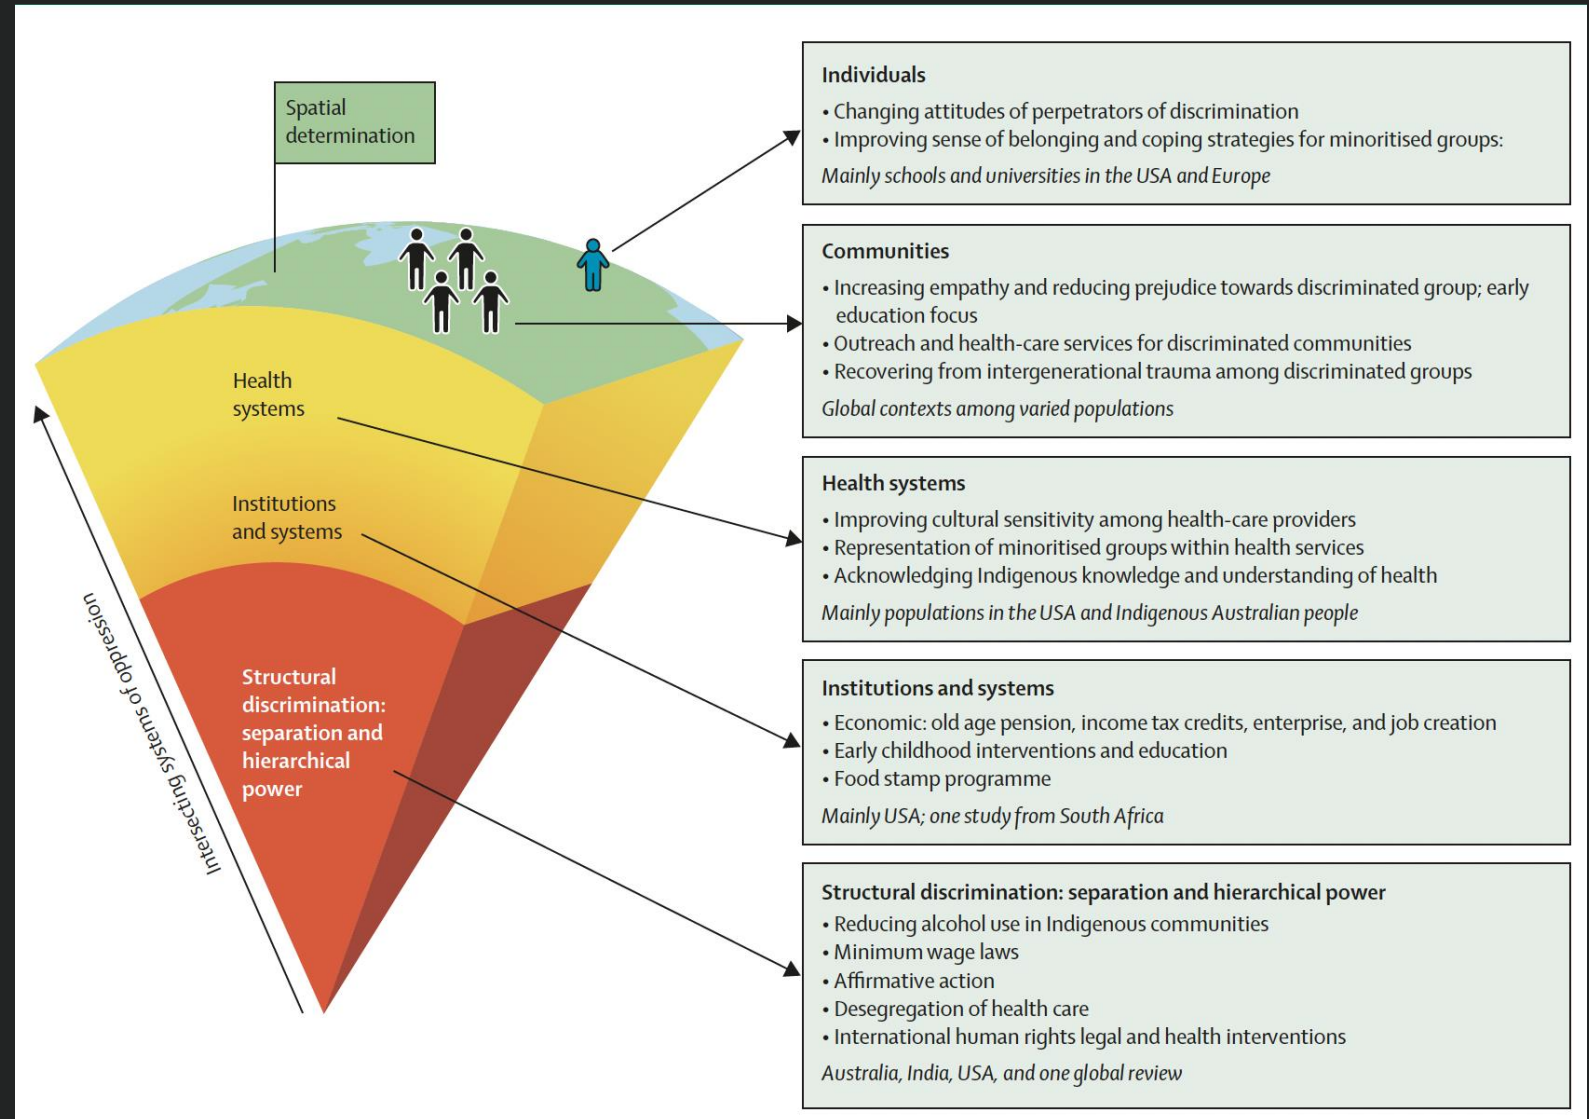 Spatial
determination
Health
systems
Institutions
and systems
Structural
discrimination:
separation and
hierarchical
power
Intersecting systems of oppression
Individuals
• Changing attitudes of perpetrators of discrimination
• Improving sense of belonging and coping strategies for minoritised groups:
Mainly schools and universities in the USA and Europe
Communities
• Increasing empathy and reducing prejudice towards discriminated group; early
education focus
• Outreach and health-care services for discriminated communities
• Recovering from intergenerational trauma among discriminated groups
Global contexts among varied populations
Health systems
• Improving cultural sensitivity among health-care providers
• Representation of minoritised groups within health services
• Acknowledging Indigenous knowledge and understanding of health
Mainly populations in the USA and Indigenous Australian people
Institutions and systems
• Economic: old age pension, income tax credits, enterprise, and job creation
• Early childhood interventions and education
• Food stamp programme
Mainly USA; one study from South Africa
Structural discrimination: separation and hierarchical power
• Reducing alcohol use in Indigenous communities
• Minimum wage laws
• Affirmative action
• Desegregation of health care
• International human rights legal and health interventions
Australia, India, USA, and one global review